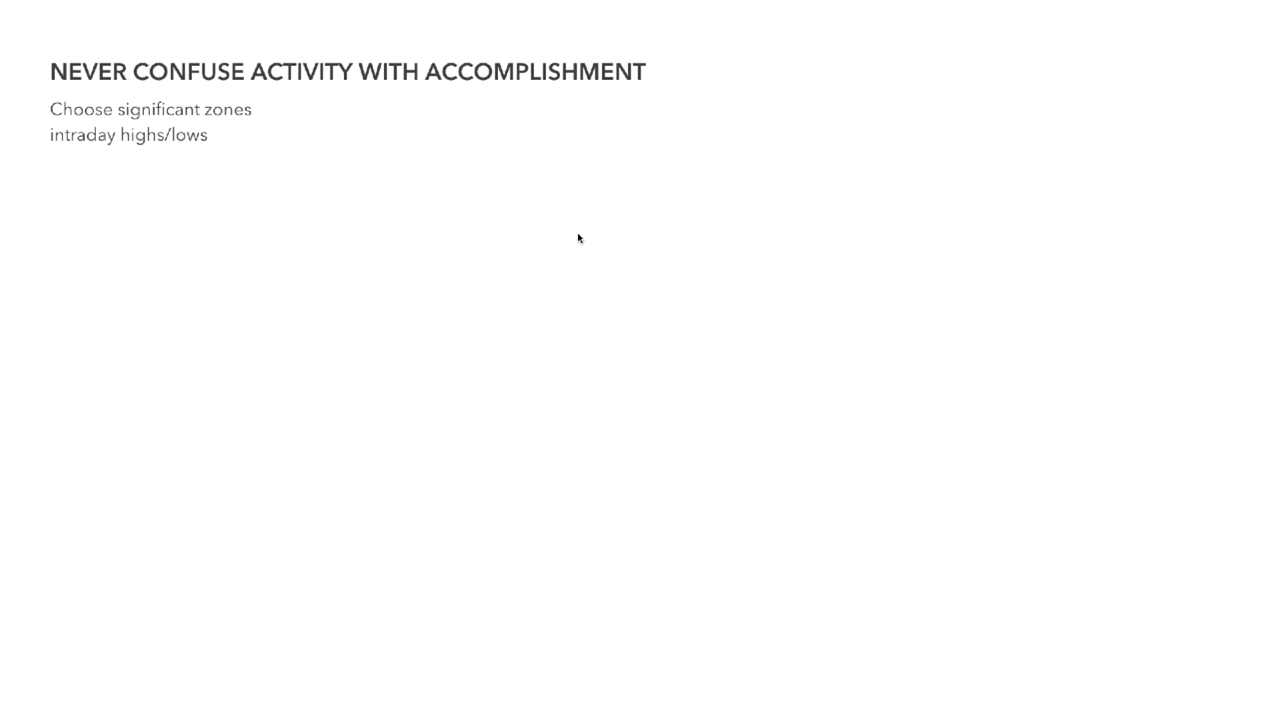 NEVER CONFUSE ACTIVITY WITH ACCOMPLISHMENT
Choose significant zones
intraday highs/lows